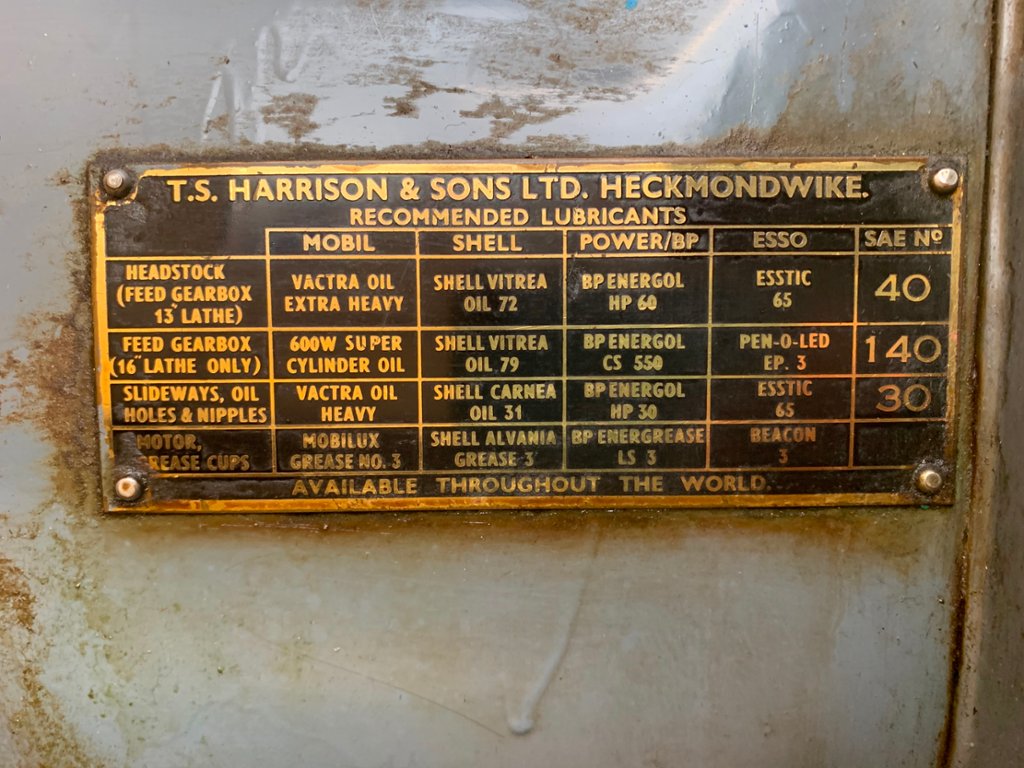 T.S. HARRISON & SONS LTD. HECKMONDWIKE.
RECOMMENDED LUBRICANTS
MOBIL SHELL POWER/BP ESSO SAE No
HEADSTOCK (FEED GEARBOX 13" LATHE) VACTRA OIL EXTRA HEAVY SHELL VITREA OIL 72 BP ENERGOL HP 60 ESSTIC 65 40
FEED GEARBOX (16" LATHE ONLY) 600W SUPER CYLINDER OIL SHELL VITREA OIL 79 BP ENERGOL CS 550 PEN-O-LED EP. 3 140
SLIDEWAYS, OIL HOLES & NIPPLES VACTRA OIL HEAVY SHELL CARNEA OIL 31 BP ENERGOL HP 30 ESSTIC 65 30
MOTOR, GREASE CUPS MOBILUX GREASE NO. 3 SHELL ALVANIA GREASE 3 BP ENERGREASE LS 3 BEACON 3
AVAILABLE THROUGHOUT THE WORLD.